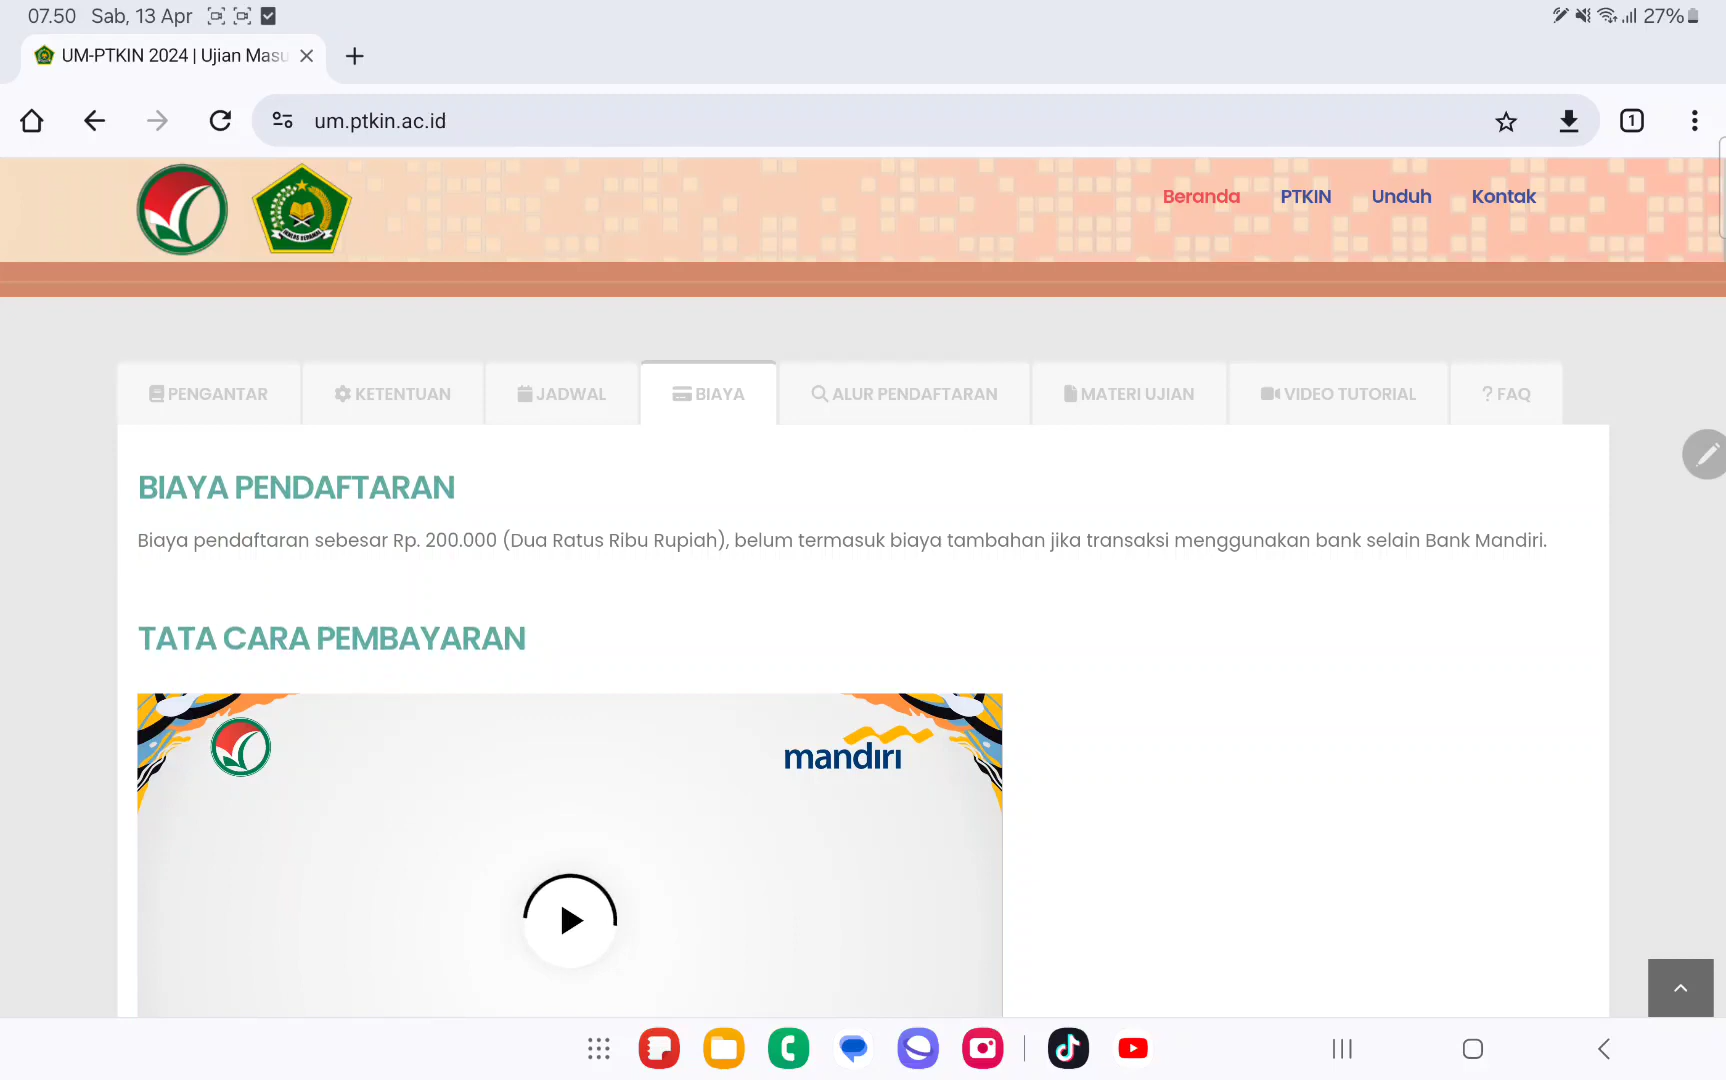 07.50 Sab, 13 Apr
27%
UM-PTKIN 2024 | Ujian Masu
um.ptkin.ac.id
1
Beranda PTKIN Unduh Kontak
PENGANTAR KETENTUAN JADWAL BIAYA ALUR PENDAFTARAN MATERI UJIAN VIDEO TUTORIAL ? FAQ
BIAYA PENDAFTARAN
Biaya pendaftaran sebesar Rp. 200.000 (Dua Ratus Ribu Rupiah), belum termasuk biaya tambahan jika transaksi menggunakan bank selain Bank Mandiri.
TATA CARA PEMBAYARAN
mandiri